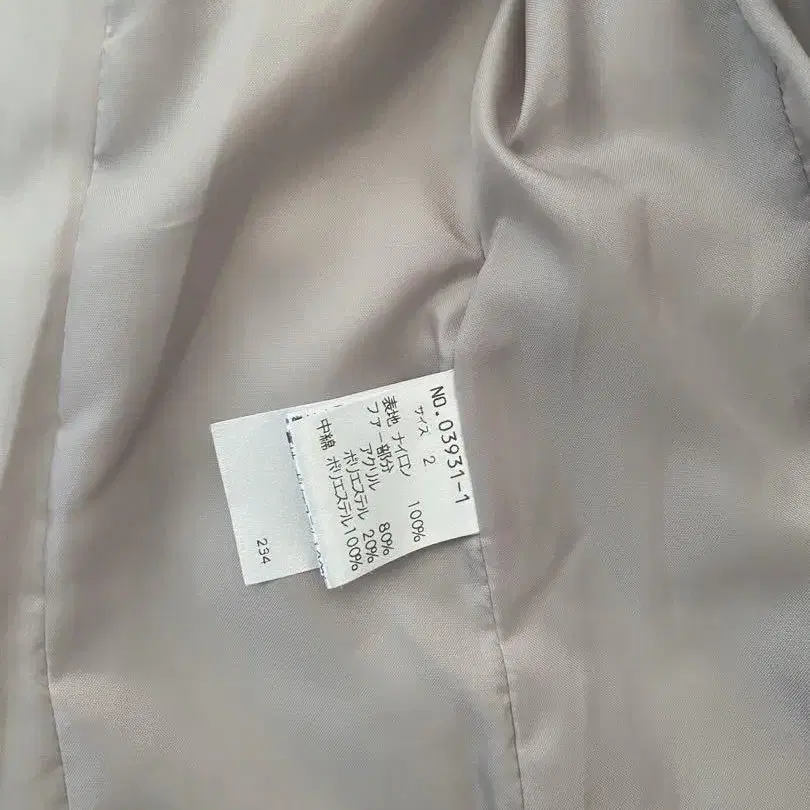 NO.03931-1
サイズ 2
表地 ナイロン 100%
ファー部分
アクリル 80%
ポリエステル 20%
中綿 ポリエステル100%
234